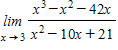 lim x→3 x³−x²−42x / x²−10x+21